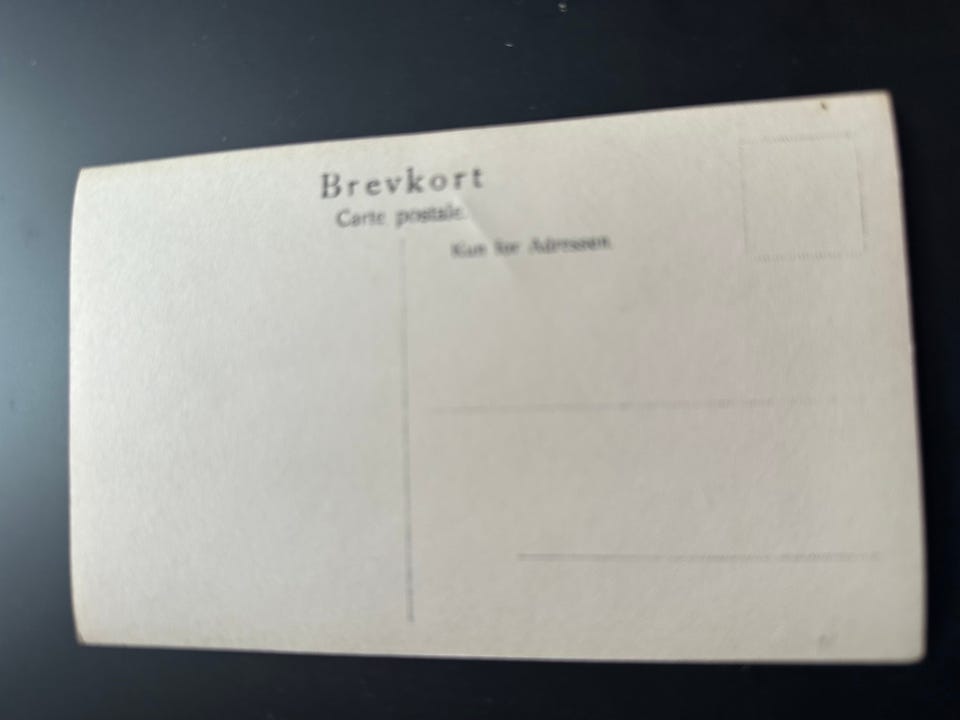 Brevkort
Carte postale.
Kun for Adressen.